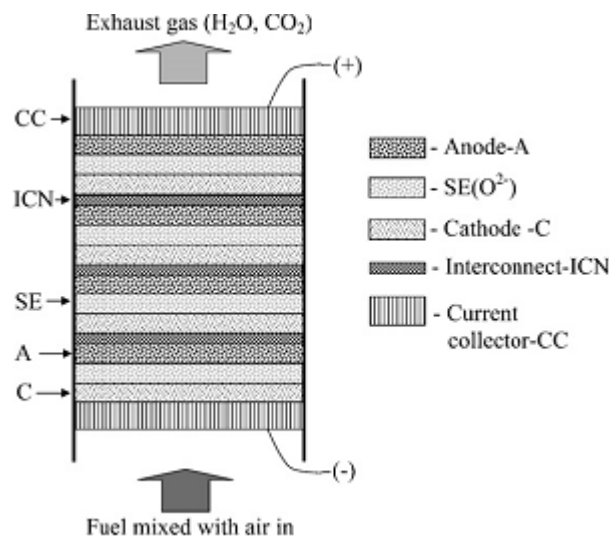 Exhaust gas (H₂O, CO₂)
(+)
CC
ICN
SE
A
C
- Anode-A
- SE(O²⁻)
- Cathode -C
- Interconnect-ICN
- Current
collector-CC
(-)
Fuel mixed with air in